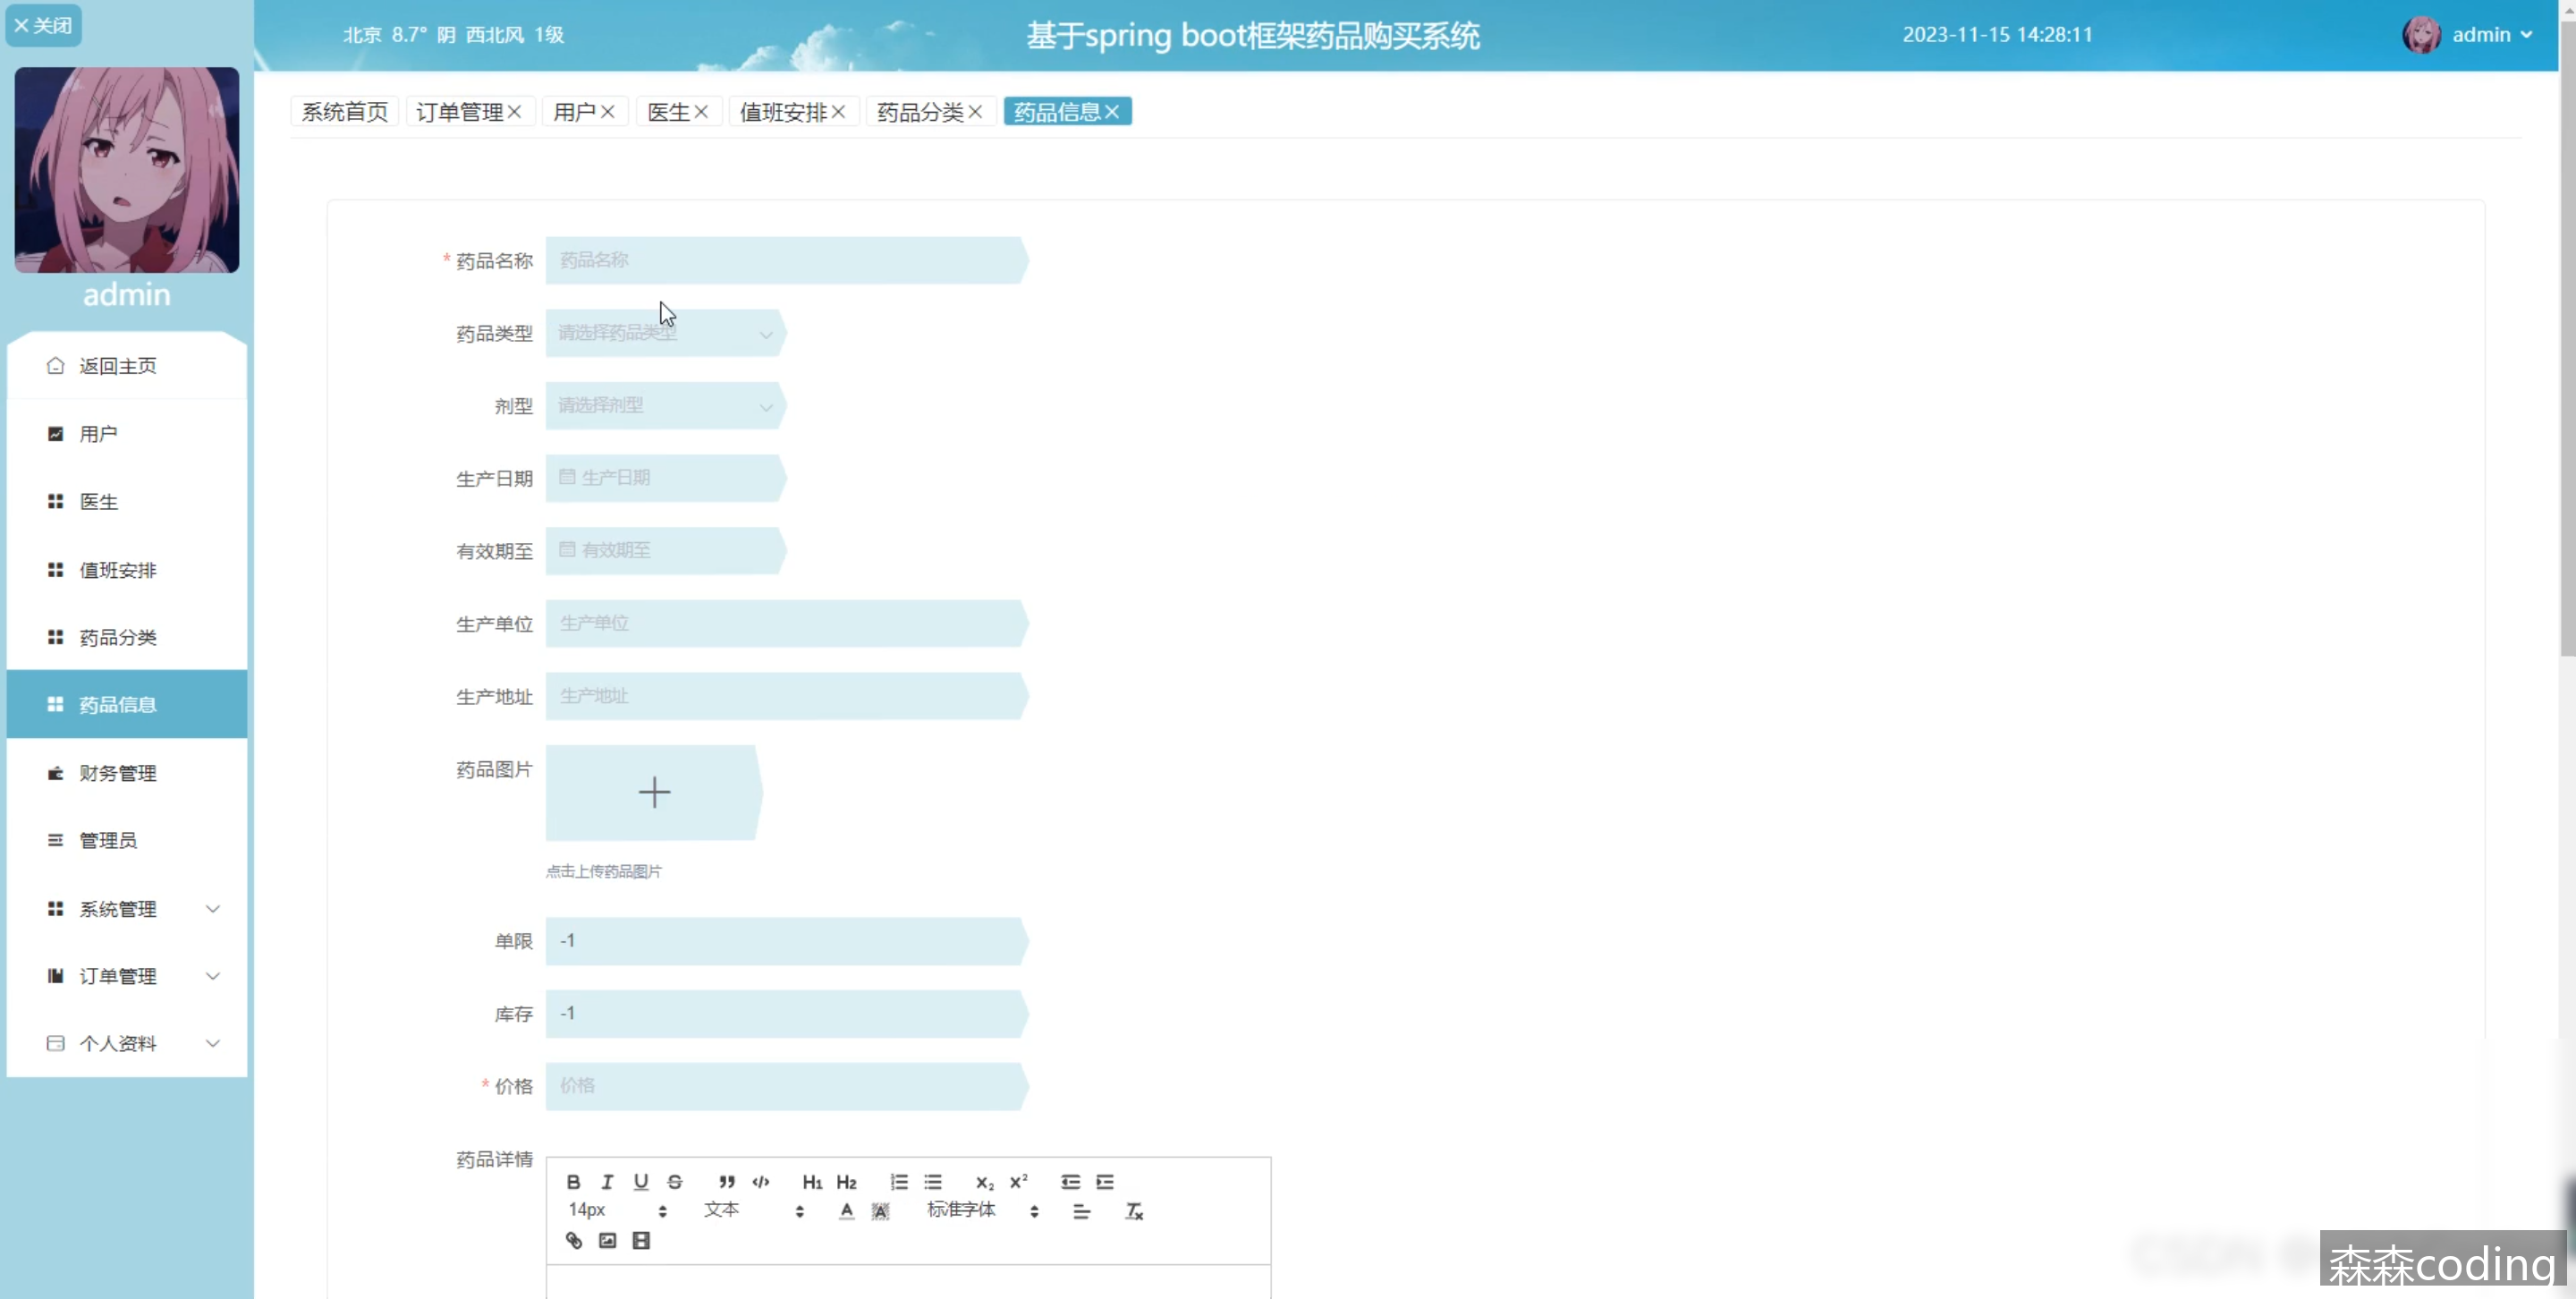 关闭
北京 8.7° 阴 西北风 1级
基于spring boot框架药品购买系统
2023-11-15 14:28:11
admin
admin
返回主页
用户
医生
值班安排
药品分类
药品信息
财务管理
管理员
系统管理
订单管理
个人资料
系统首页 订单管理 用户 医生 值班安排 药品分类 药品信息
* 药品名称 药品名称
药品类型 请选择药品类型
剂型 请选择剂型
生产日期 生产日期
有效期至 有效期至
生产单位 生产单位
生产地址 生产地址
药品图片
点击上传药品图片
单限 -1
库存 -1
* 价格 价格
药品详情
B I U S H1 H2 X2 X2
14px 文本 A A 标准字体 Tx
森森coding